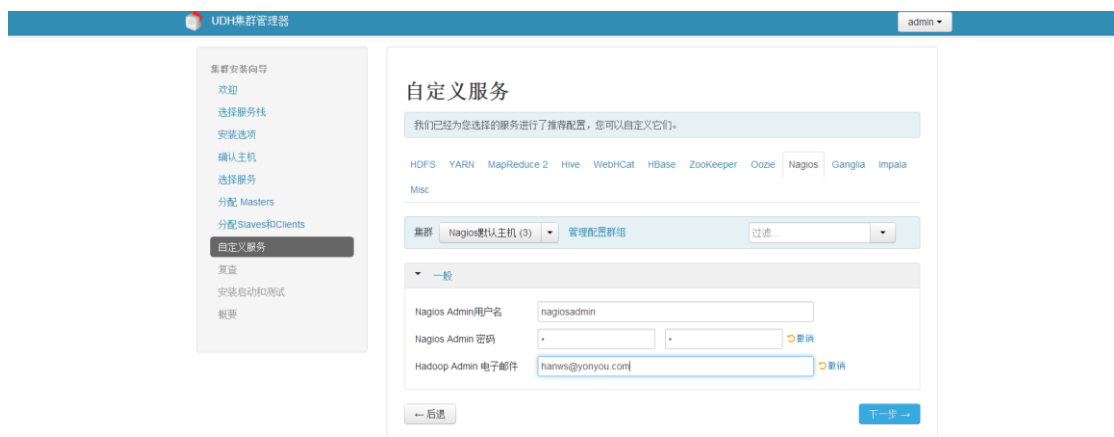 UDH集群管理器
admin
集群安装向导
欢迎
选择服务栈
安装选项
确认主机
选择服务
分配 Masters
分配Slaves和Clients
自定义服务
复查
安装启动和测试
概要
自定义服务
我们已经为您选择的服务进行了推荐配置，您可以自定义它们。
HDFS YARN MapReduce 2 Hive WebHCat HBase ZooKeeper Oozie Nagios Ganglia Impala
Misc
集群 Nagios默认主机 (3) 管理配置群组 过滤...
一般
Nagios Admin用户名 nagiosadmin
Nagios Admin 密码 撤销
Hadoop Admin 电子邮件 hanws@yonyou.com 撤销
← 后退 下一步 →